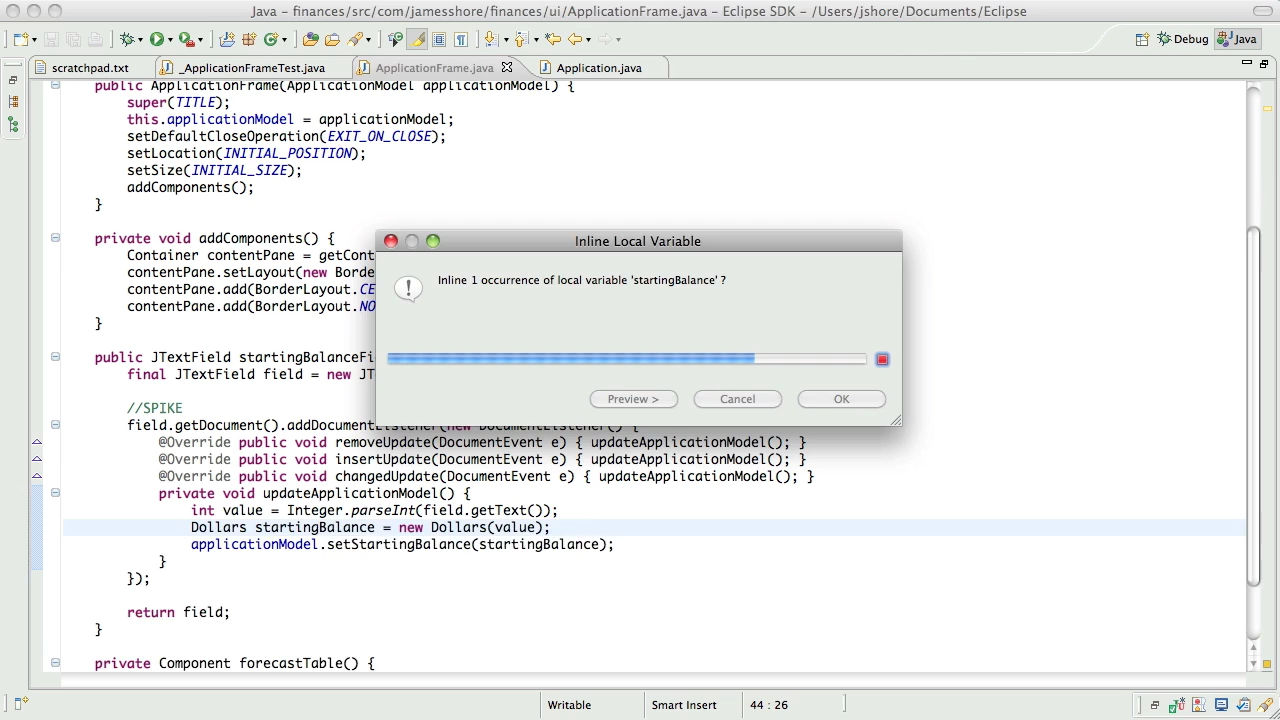 Java – finances/src/com/jamesshore/finances/ui/ApplicationFrame.java – Eclipse SDK – /Users/jshore/Documents/Eclipse
Debug Java
scratchpad.txt _ApplicationFrameTest.java ApplicationFrame.java Application.java
public ApplicationFrame(ApplicationModel applicationModel) {
super(TITLE);
this.applicationModel = applicationModel;
setDefaultCloseOperation(EXIT_ON_CLOSE);
setLocation(INITIAL_POSITION);
setSize(INITIAL_SIZE);
addComponents();
}
private void addComponents() {
Container contentPane = getCont
contentPane.setLayout(new Bor
contentPane.add(BorderLayout.CE
contentPane.add(BorderLayout.NO
}
Inline Local Variable
Inline 1 occurrence of local variable 'startingBalance' ?
Preview > Cancel OK
public JTextField startingBalanceFi
final JTextField field = new JT
//SPIKE
field.getDocument().addDocumentListener(new DocumentListener() {
@Override public void removeUpdate(DocumentEvent e) { updateApplicationModel(); }
@Override public void insertUpdate(DocumentEvent e) { updateApplicationModel(); }
@Override public void changedUpdate(DocumentEvent e) { updateApplicationModel(); }
private void updateApplicationModel() {
int value = Integer.parseInt(field.getText());
Dollars startingBalance = new Dollars(value);
applicationModel.setStartingBalance(startingBalance);
}
});
return field;
}
private Component forecastTable() {
Writable Smart Insert 44 : 26